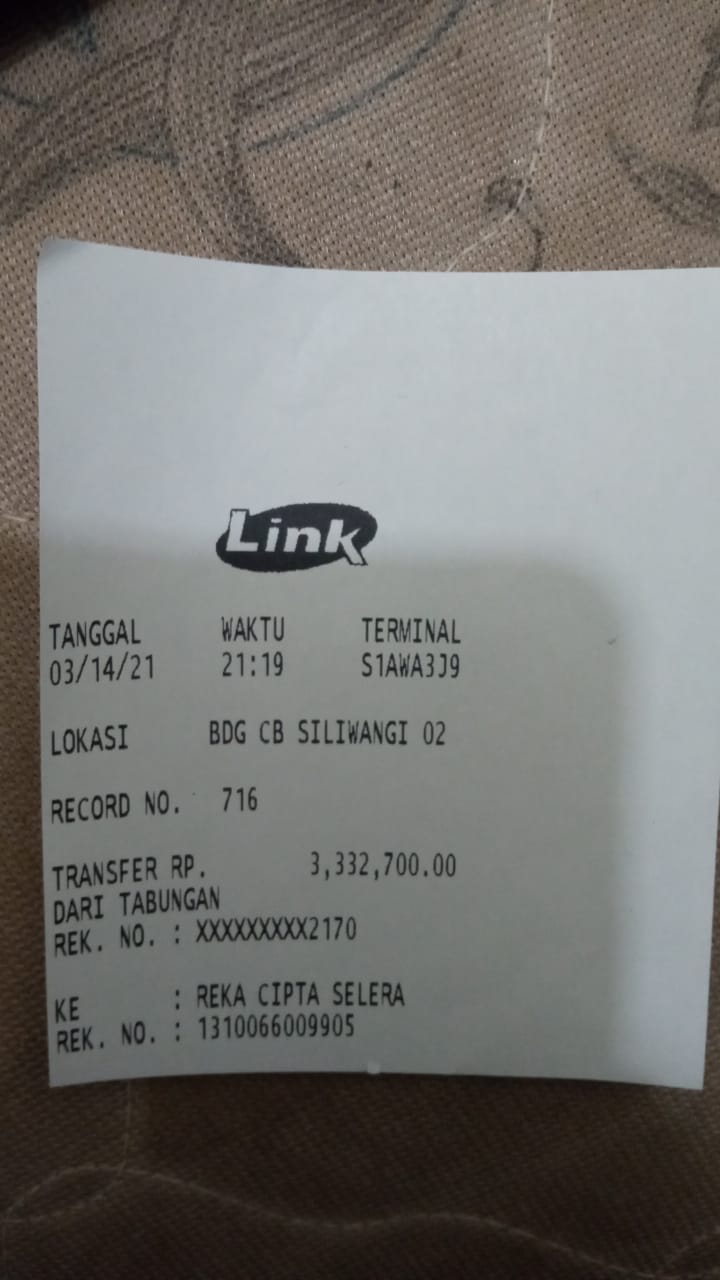 Link
TANGGAL WAKTU TERMINAL
03/14/21 21:19 S1AWA3J9
LOKASI BDG CB SILIWANGI 02
RECORD NO. 716
TRANSFER RP. 3,332,700.00
DARI TABUNGAN
REK. NO. : XXXXXXXXX2170
KE : REKA CIPTA SELERA
REK. NO. : 1310066009905